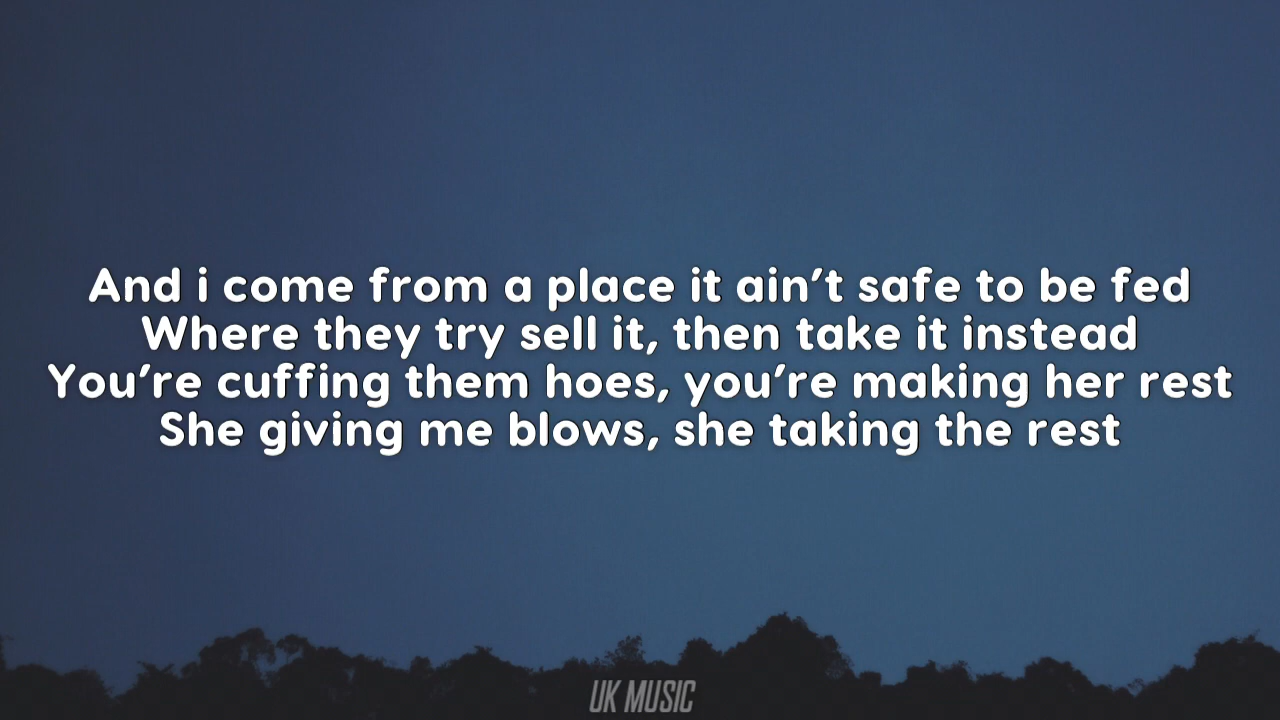 And i come from a place it ain't safe to be fed
Where they try sell it, then take it instead
You're cuffing them hoes, you're making her rest
She giving me blows, she taking the rest
UK MUSIC